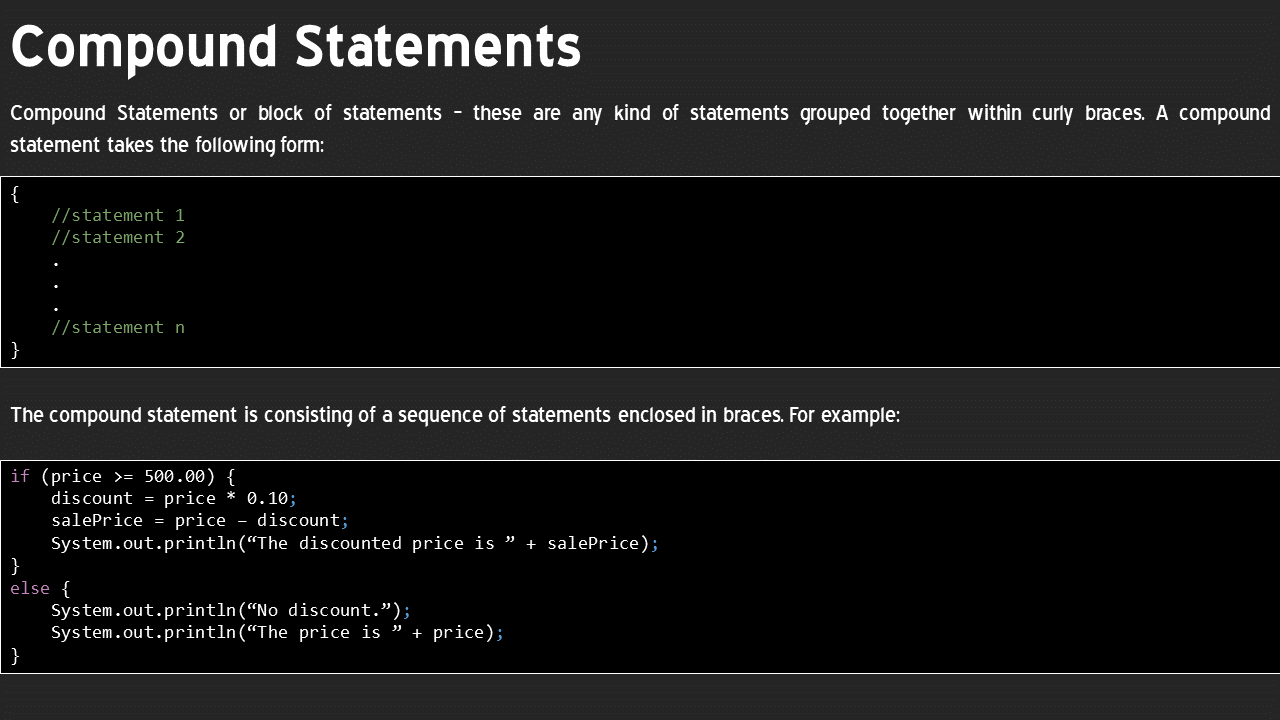 Compound Statements
Compound Statements or block of statements – these are any kind of statements grouped together within curly braces. A compound
statement takes the following form:
{
    //statement 1
    //statement 2
    .
    .
    .
    //statement n
}
The compound statement is consisting of a sequence of statements enclosed in braces. For example:
if (price >= 500.00) {
    discount = price * 0.10;
    salePrice = price – discount;
    System.out.println(“The discounted price is ” + salePrice);
}
else {
    System.out.println(“No discount.”);
    System.out.println(“The price is ” + price);
}